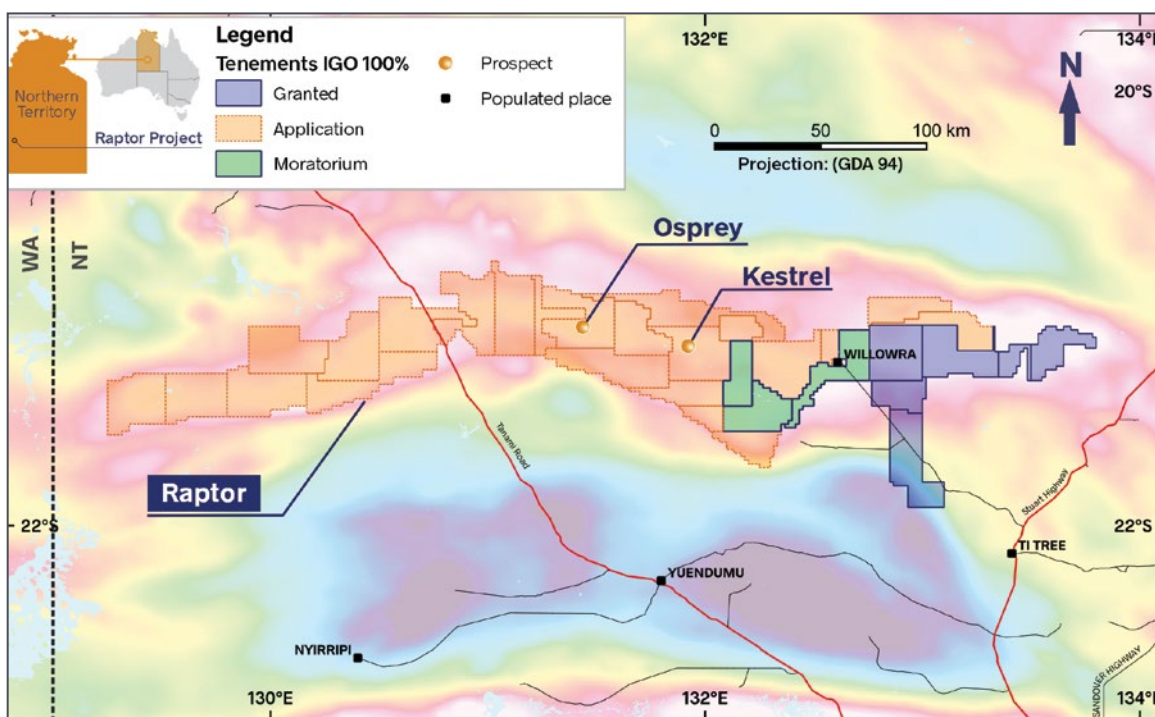 Legend
Tenements IGO 100%
Granted
Application
Moratorium
Prospect
Populated place
Northern
Territory
Raptor Project
132°E
134°E
N
20°S
0 50 100 km
Projection: (GDA 94)
WA
NT
Osprey
Kestrel
WILLOWRA
Tanami Road
Raptor
Stuart Highway
22°S
22°S
TI TREE
YUENDUMU
NYIRRIPI
SANDOVER HIGHWAY
130°E
132°E
134°E